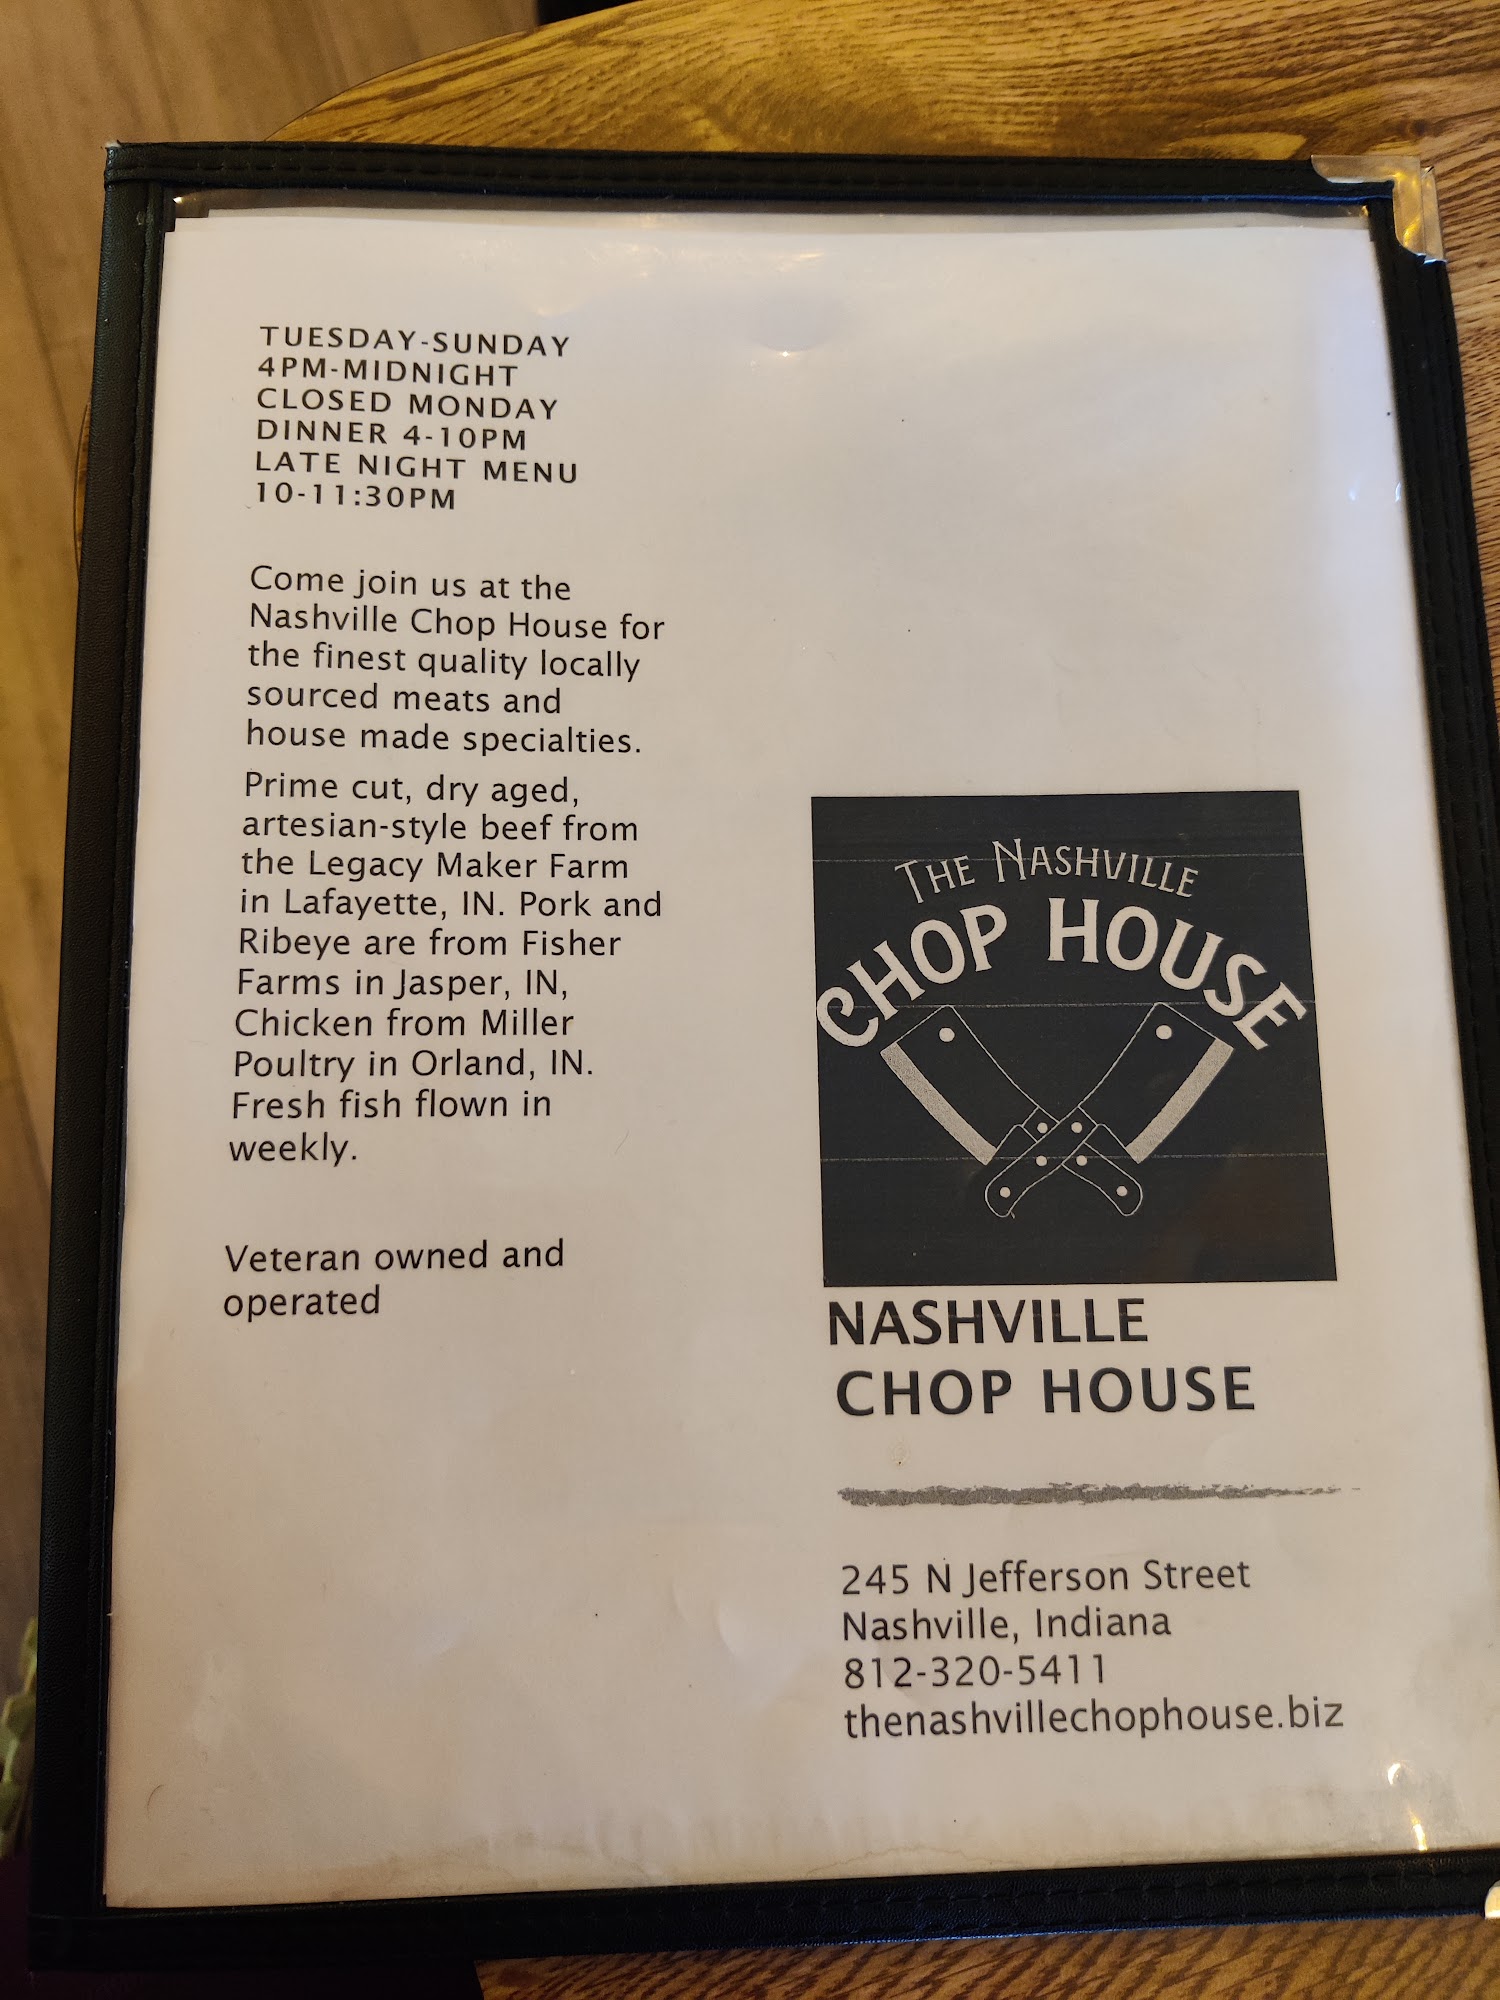 TUESDAY-SUNDAY
4PM-MIDNIGHT
CLOSED MONDAY
DINNER 4-10PM
LATE NIGHT MENU
10-11:30PM
Come join us at the
Nashville Chop House for
the finest quality locally
sourced meats and
house made specialties.
Prime cut, dry aged,
artesian-style beef from
the Legacy Maker Farm
in Lafayette, IN. Pork and
Ribeye are from Fisher
Farms in Jasper, IN,
Chicken from Miller
Poultry in Orland, IN.
Fresh fish flown in
weekly.
Veteran owned and
operated
THE NASHVILLE
CHOP HOUSE
NASHVILLE
CHOP HOUSE
245 N Jefferson Street
Nashville, Indiana
812-320-5411
thenashvillechophouse.biz